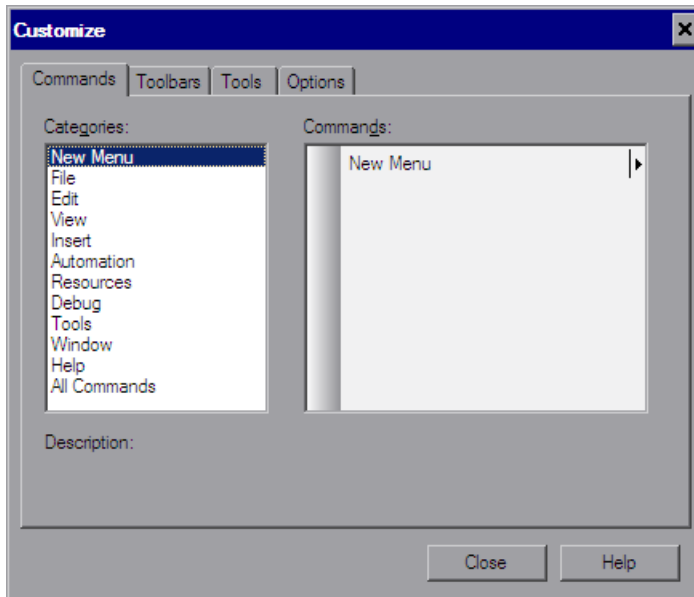 Customize
Commands Toolbars Tools Options
Categories: Commands:
New Menu
File
Edit
View
Insert
Automation
Resources
Debug
Tools
Window
Help
All Commands
New Menu
Description:
Close Help